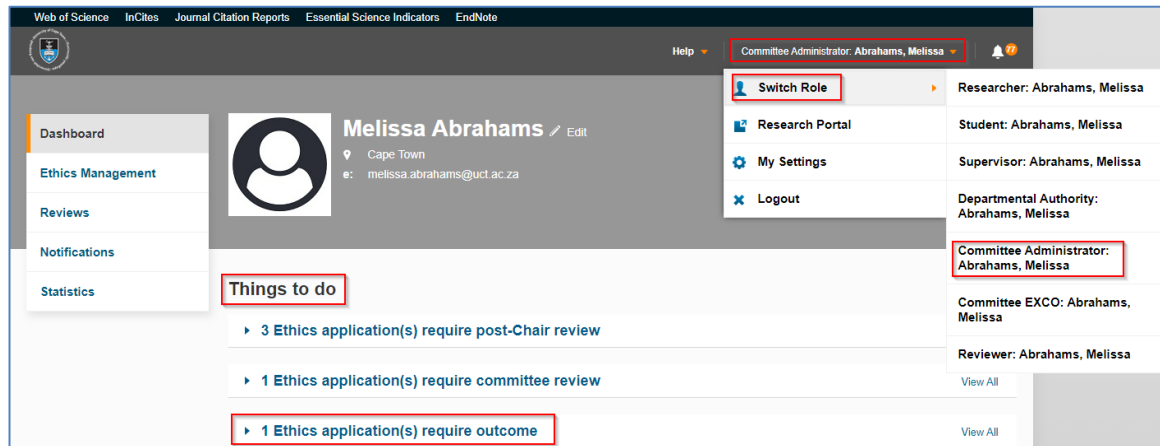 Web of Science InCites Journal Citation Reports Essential Science Indicators EndNote
Help Committee Administrator: Abrahams, Melissa 77
Switch Role
Research Portal
My Settings
Logout
Researcher: Abrahams, Melissa
Student: Abrahams, Melissa
Supervisor: Abrahams, Melissa
Departmental Authority:
Abrahams, Melissa
Committee Administrator:
Abrahams, Melissa
Committee EXCO: Abrahams,
Melissa
Reviewer: Abrahams, Melissa
Dashboard
Ethics Management
Reviews
Notifications
Statistics
Melissa Abrahams Edit
Cape Town
e: melissa.abrahams@uct.ac.za
Things to do
3 Ethics application(s) require post-Chair review
1 Ethics application(s) require committee review View All
1 Ethics application(s) require outcome View All